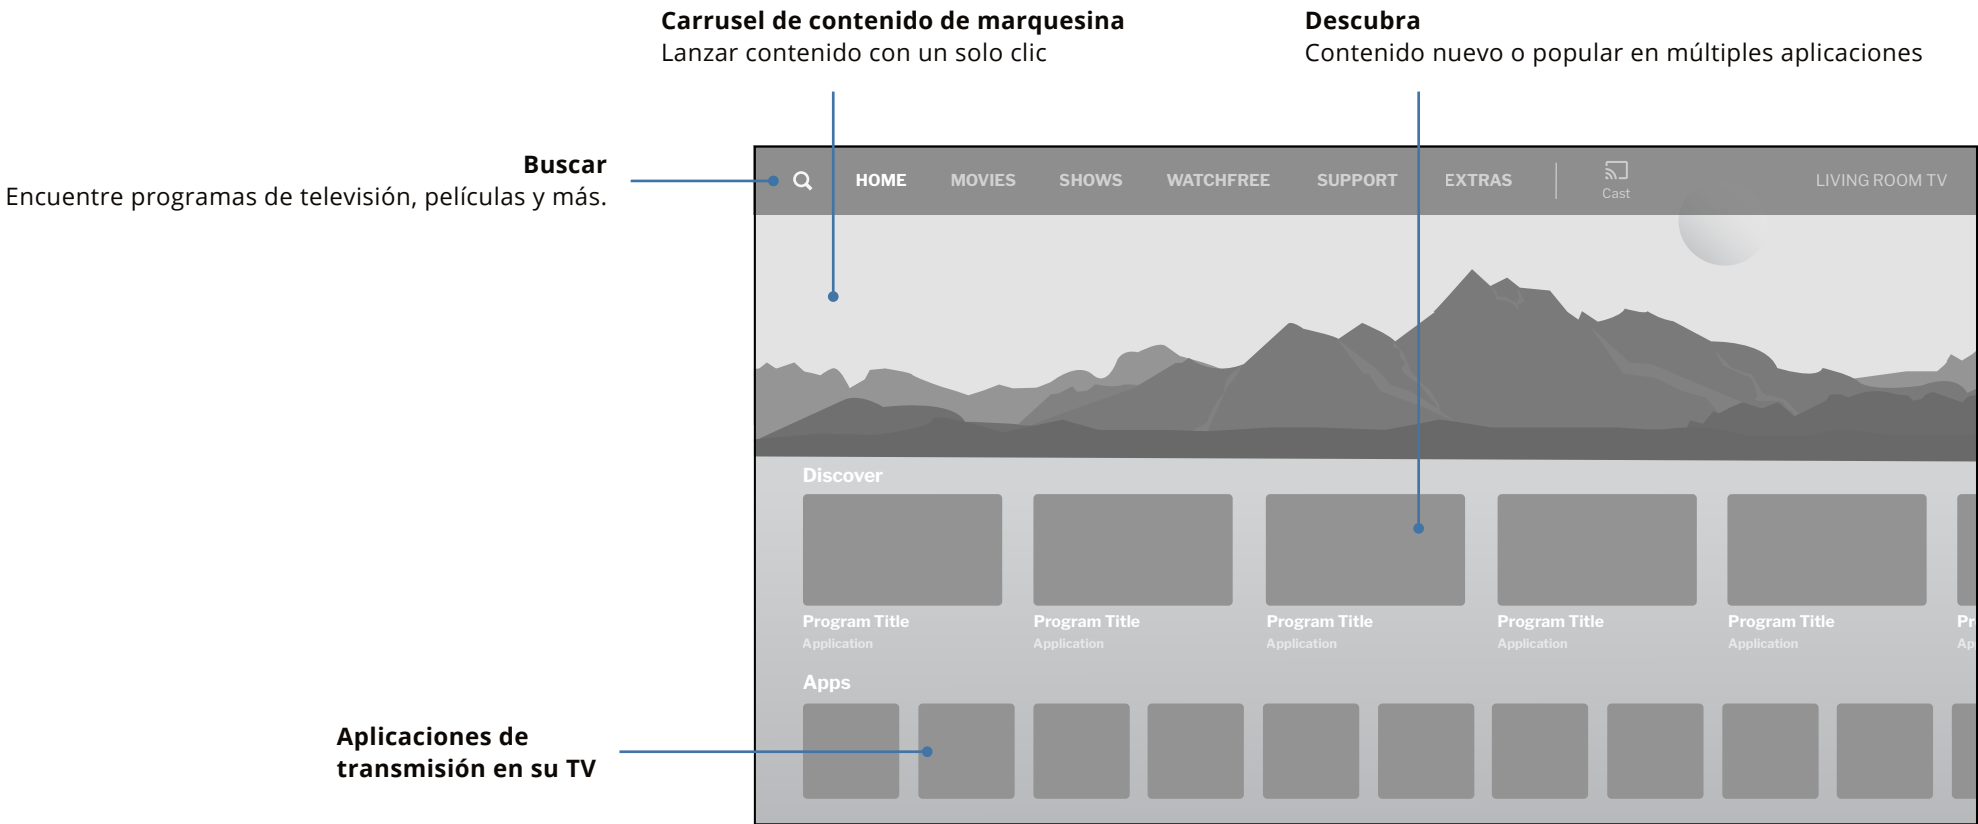 Carrusel de contenido de marquesina
Lanzar contenido con un solo clic
Descubra
Contenido nuevo o popular en múltiples aplicaciones
Buscar
Encuentre programas de televisión, películas y más.
HOME MOVIES SHOWS WATCHFREE SUPPORT EXTRAS Cast LIVING ROOM TV
Discover
Program Title Program Title Program Title Program Title Program Title Pr
Application Application Application Application Application Ap
Apps
Aplicaciones de
transmisión en su TV